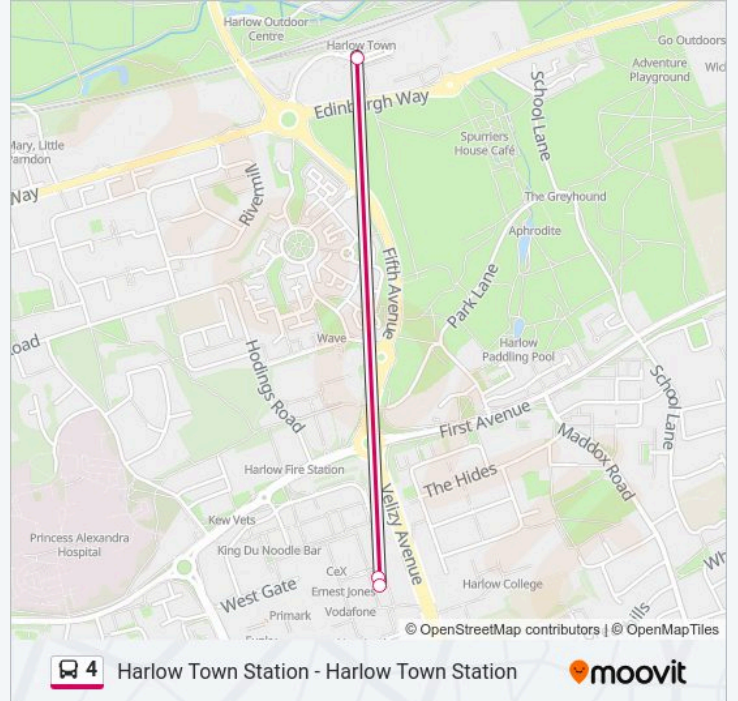 Harlow Outdoor
Centre
Harlow Town
Go Outdoors
Adventure
Playground
Edinburgh Way
School Lane
Spurriers
House Café
Mary, Little
Parndon
Way
Rivermill
The Greyhound
Aphrodite
Fifth Avenue
Park Lane
Wave
Harlow
Paddling Pool
oad
Hodings Road
School Lane
First Avenue
Maddox Road
Harlow Fire Station
The Hides
Velizy Avenue
Kew Vets
Princess Alexandra
Hospital
King Du Noodle Bar
CeX
Ernest Jones
Harlow College
West Gate
Primark
Vodafone
© OpenStreetMap contributors | © OpenMapTiles
4 Harlow Town Station - Harlow Town Station
moovit